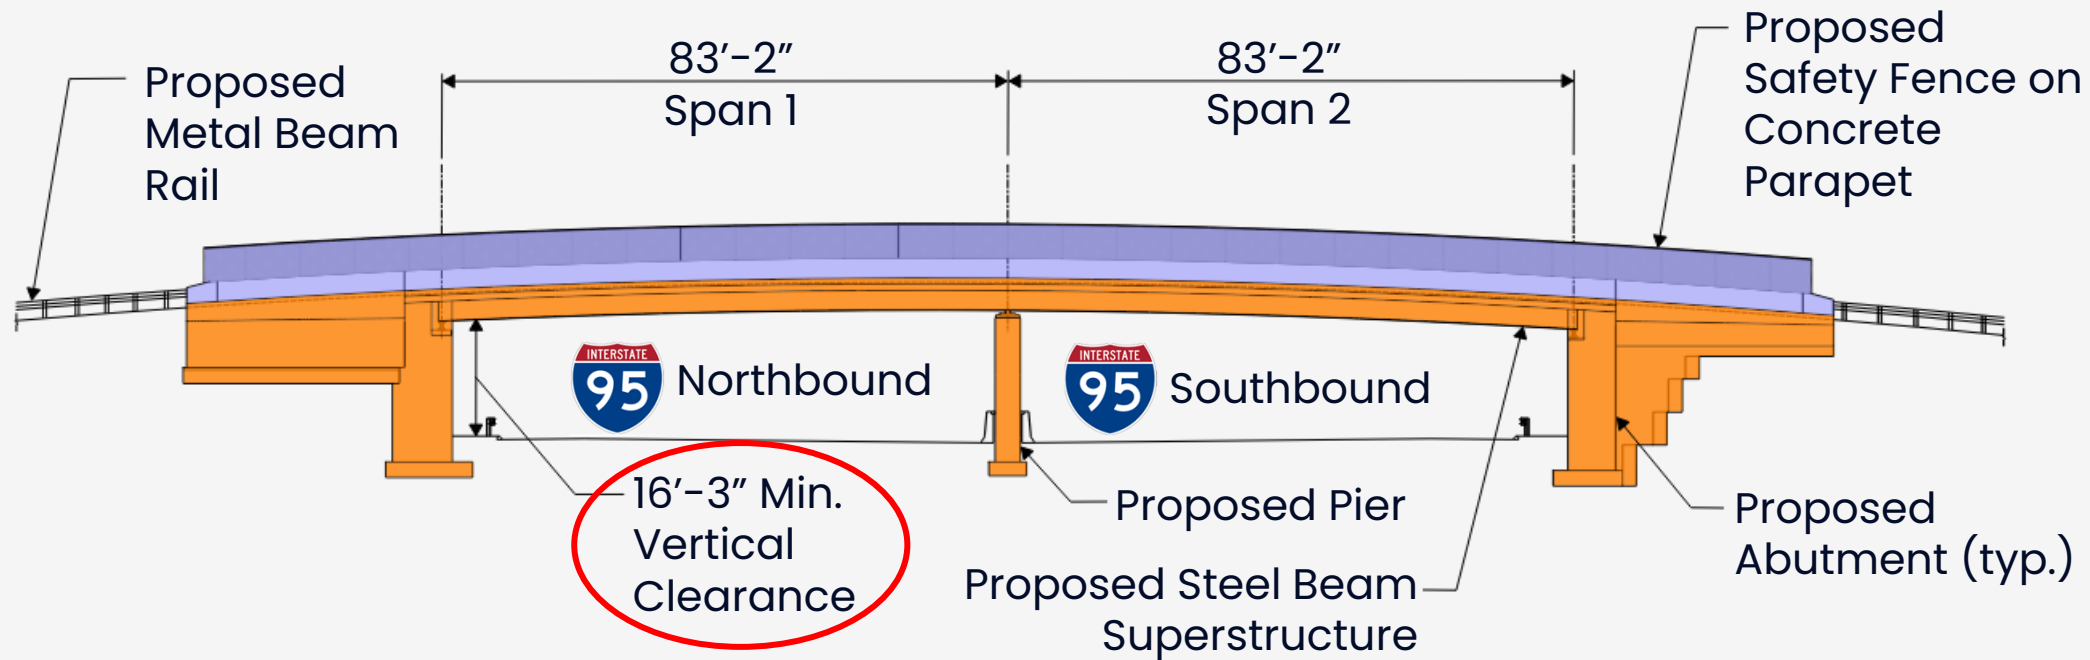 Proposed
Metal Beam
Rail
83’-2”
Span 1
83’-2”
Span 2
Proposed
Safety Fence on
Concrete
Parapet
INTERSTATE
95
Northbound
INTERSTATE
95
Southbound
16’-3” Min.
Vertical
Clearance
Proposed Pier
Proposed Steel Beam
Superstructure
Proposed
Abutment (typ.)